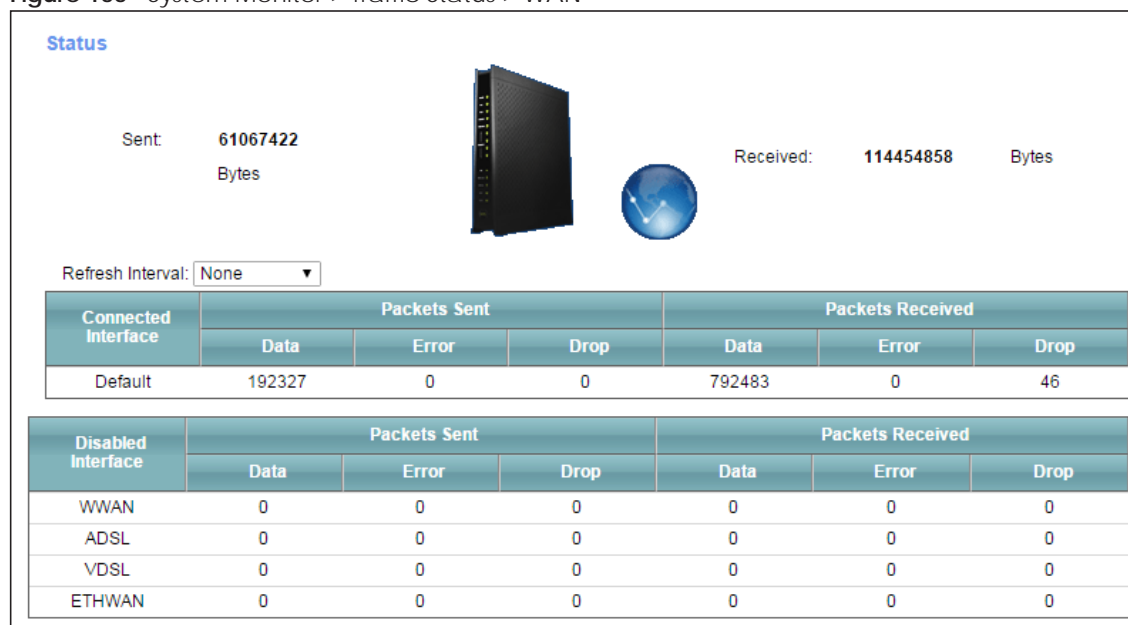 Status
Sent: 61067422
Bytes
Received: 114454858 Bytes
Refresh Interval: None
Connected Interface Packets Sent Packets Received
Data Error Drop Data Error Drop
Default 192327 0 0 792483 0 46
Disabled Interface Packets Sent Packets Received
Data Error Drop Data Error Drop
WWAN 0 0 0 0 0 0
ADSL 0 0 0 0 0 0
VDSL 0 0 0 0 0 0
ETHWAN 0 0 0 0 0 0